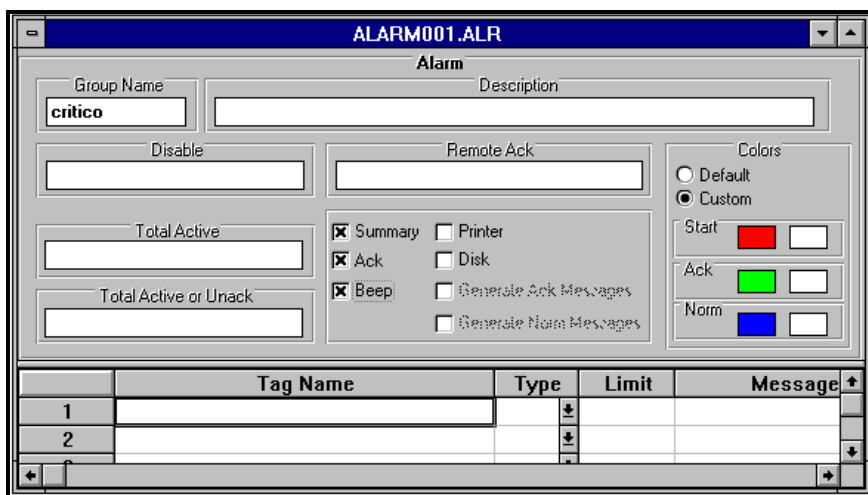 ALARM001.ALR
Alarm
Group Name
Description
critico
Disable
Remote Ack
Colors
Default
Custom
Total Active
Summary
Printer
Start
Ack
Disk
Ack
Total Active or Unack
Beep
Generate Ack Messages
Norm
Generate Norm Messages
Tag Name Type Limit Message
1
2